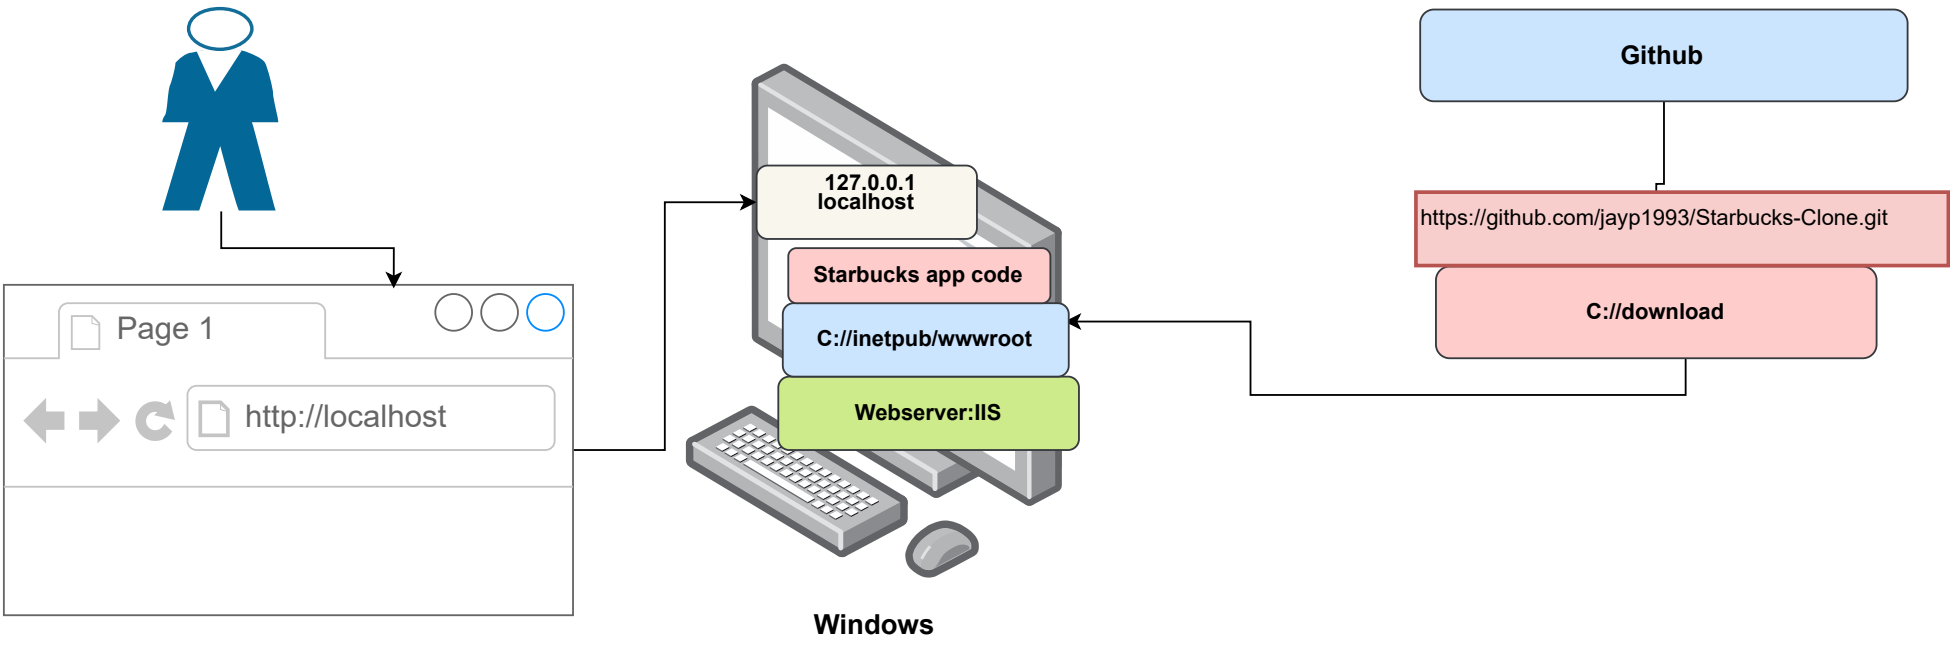 Github
127.0.0.1
localhost
https://github.com/jayp1993/Starbucks-Clone.git
Starbucks app code
C://download
Page 1
C://inetpub/wwwroot
http://localhost
Webserver:IIS
Windows